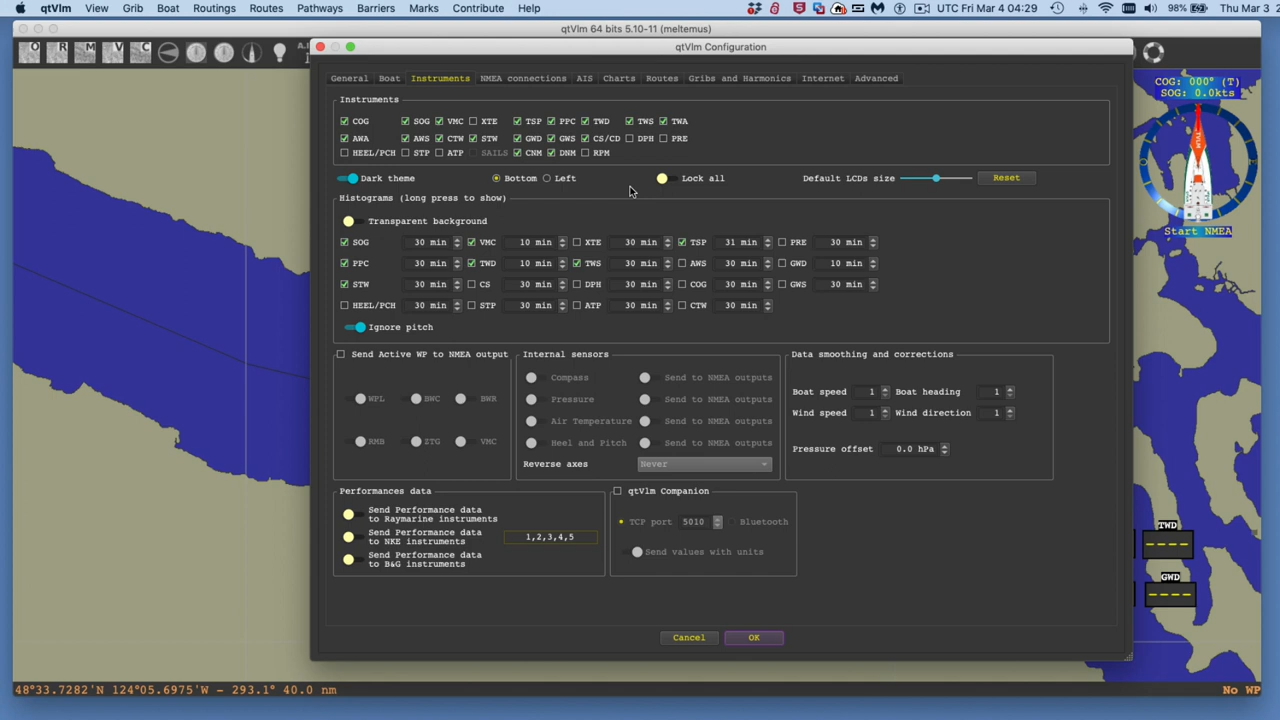 qtVlm View Grib Boat Routings Routes Pathways Barriers Marks Contribute Help UTC Fri Mar 4 04:29 98% Thu Mar 3
qtVlm 64 bits 5.10-11 (meltemus)
qtVlm Configuration
O R M V C
General Boat Instruments NMEA connections AIS Charts Routes Gribs and Harmonics Internet Advanced
COG: 000° (T)
SOG: 0.0kts
Start NMEA
Instruments
COG SOG VMC XTE TSP PPC TWD TWS TWA
AWA AWS CTW STW GWD GWS CS/CD DPH PRE
HEEL/PCH STP ATP SAILS CNM DNM RPM
Dark theme Bottom Left Lock all Default LCDs size Reset
Histograms (long press to show)
Transparent background
SOG 30 min VMC 10 min XTE 30 min TSP 31 min PRE 30 min
PPC 30 min TWD 10 min TWS 30 min AWS 30 min GWD 10 min
STW 30 min CS 30 min DPH 30 min COG 30 min GWS 30 min
HEEL/PCH 30 min STP 30 min ATP 30 min CTW 30 min
Ignore pitch
Send Active WP to NMEA output
WPL BWC BWR
RMB ZTG VMC
Internal sensors
Compass Send to NMEA outputs
Pressure Send to NMEA outputs
Air Temperature Send to NMEA outputs
Heel and Pitch Send to NMEA outputs
Reverse axes Never
Data smoothing and corrections
Boat speed 1 Boat heading 1
Wind speed 1 Wind direction 1
Pressure offset 0.0 hPa
Performances data
Send Performance data
to Raymarine instruments
Send Performance data
to NKE instruments 1,2,3,4,5
Send Performance data
to B&G instruments
qtVlm Companion
TCP port 5010 Bluetooth
Send values with units
TWD
----
GWD
----
Cancel OK
48°33.7282'N 124°05.6975'W - 293.1° 40.0 nm No WP